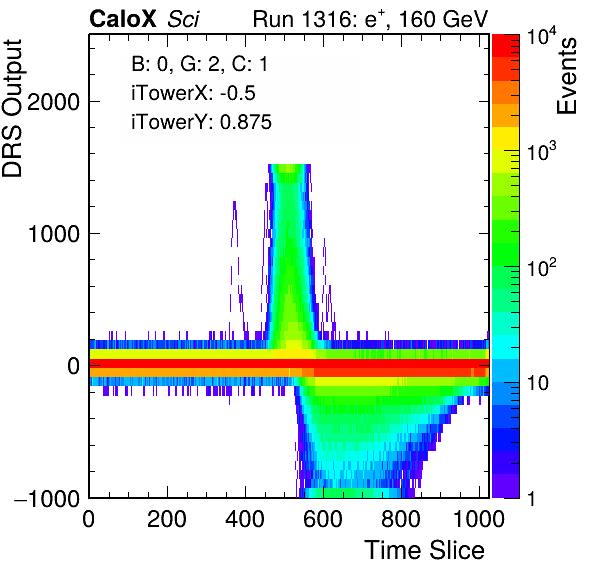 CaloX Sci Run 1316: e⁺, 160 GeV
B: 0, G: 2, C: 1
iTowerX: -0.5
iTowerY: 0.875
DRS Output
2000
1000
0
−1000
0 200 400 600 800 1000
Time Slice
Events
10⁴
10³
10²
10
1